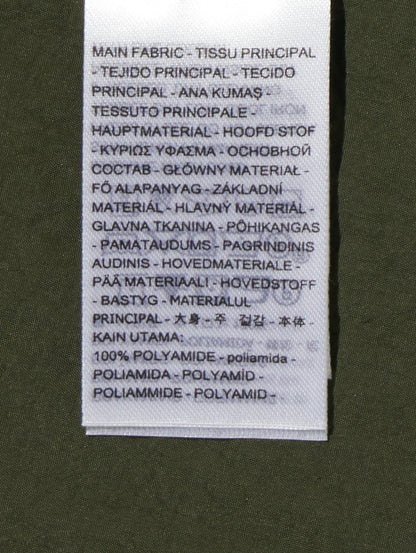 MAIN FABRIC - TISSU PRINCIPAL
- TEJIDO PRINCIPAL - TECIDO
PRINCIPAL - ANA KUMAŞ -
TESSUTO PRINCIPALE -
HAUPTMATERIAL - HOOFD STOF
- ΚΥΡΙΩΣ ΥΦΑΣΜΑ - ОСНОВНОЙ
СОСТАВ - GŁÓWNY MATERIAŁ -
FŐ ALAPANYAG - ZÁKLADNÍ
MATERIÁL - HLAVNÝ MATERIÁL -
GLAVNA TKANINA - PÕHIKANGAS
- PAMATAUDUMS - PAGRINDINIS
AUDINIS - HOVEDMATERIALE -
PÄÄ MATERIAALI - HOVEDSTOFF
- BASTYG - MATERIALUL
PRINCIPAL - 大身 - 주 겉감 - 本体 -
KAIN UTAMA:
100% POLYAMIDE - poliamida -
POLIAMIDA - POLYAMİD -
POLIAMMIDE - POLYAMID -